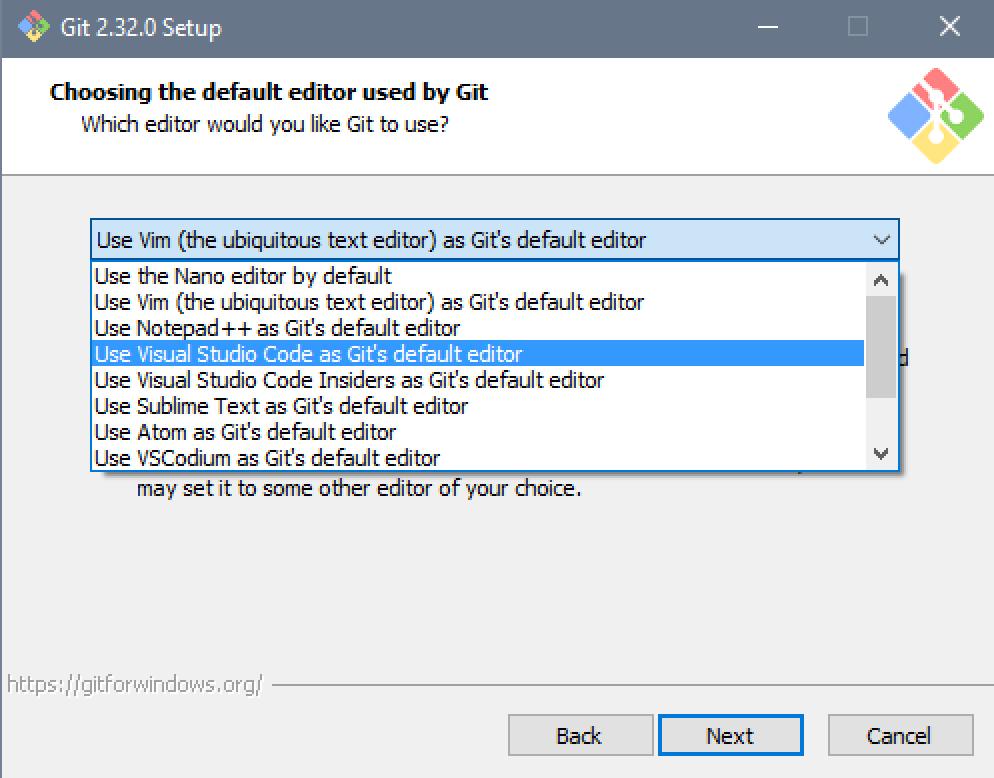 Git 2.32.0 Setup
Choosing the default editor used by Git
Which editor would you like Git to use?
Use Vim (the ubiquitous text editor) as Git's default editor
Use the Nano editor by default
Use Vim (the ubiquitous text editor) as Git's default editor
Use Notepad++ as Git's default editor
Use Visual Studio Code as Git's default editor
Use Visual Studio Code Insiders as Git's default editor
Use Sublime Text as Git's default editor
Use Atom as Git's default editor
Use VSCodium as Git's default editor
may set it to some other editor of your choice.
https://gitforwindows.org/
Back Next Cancel